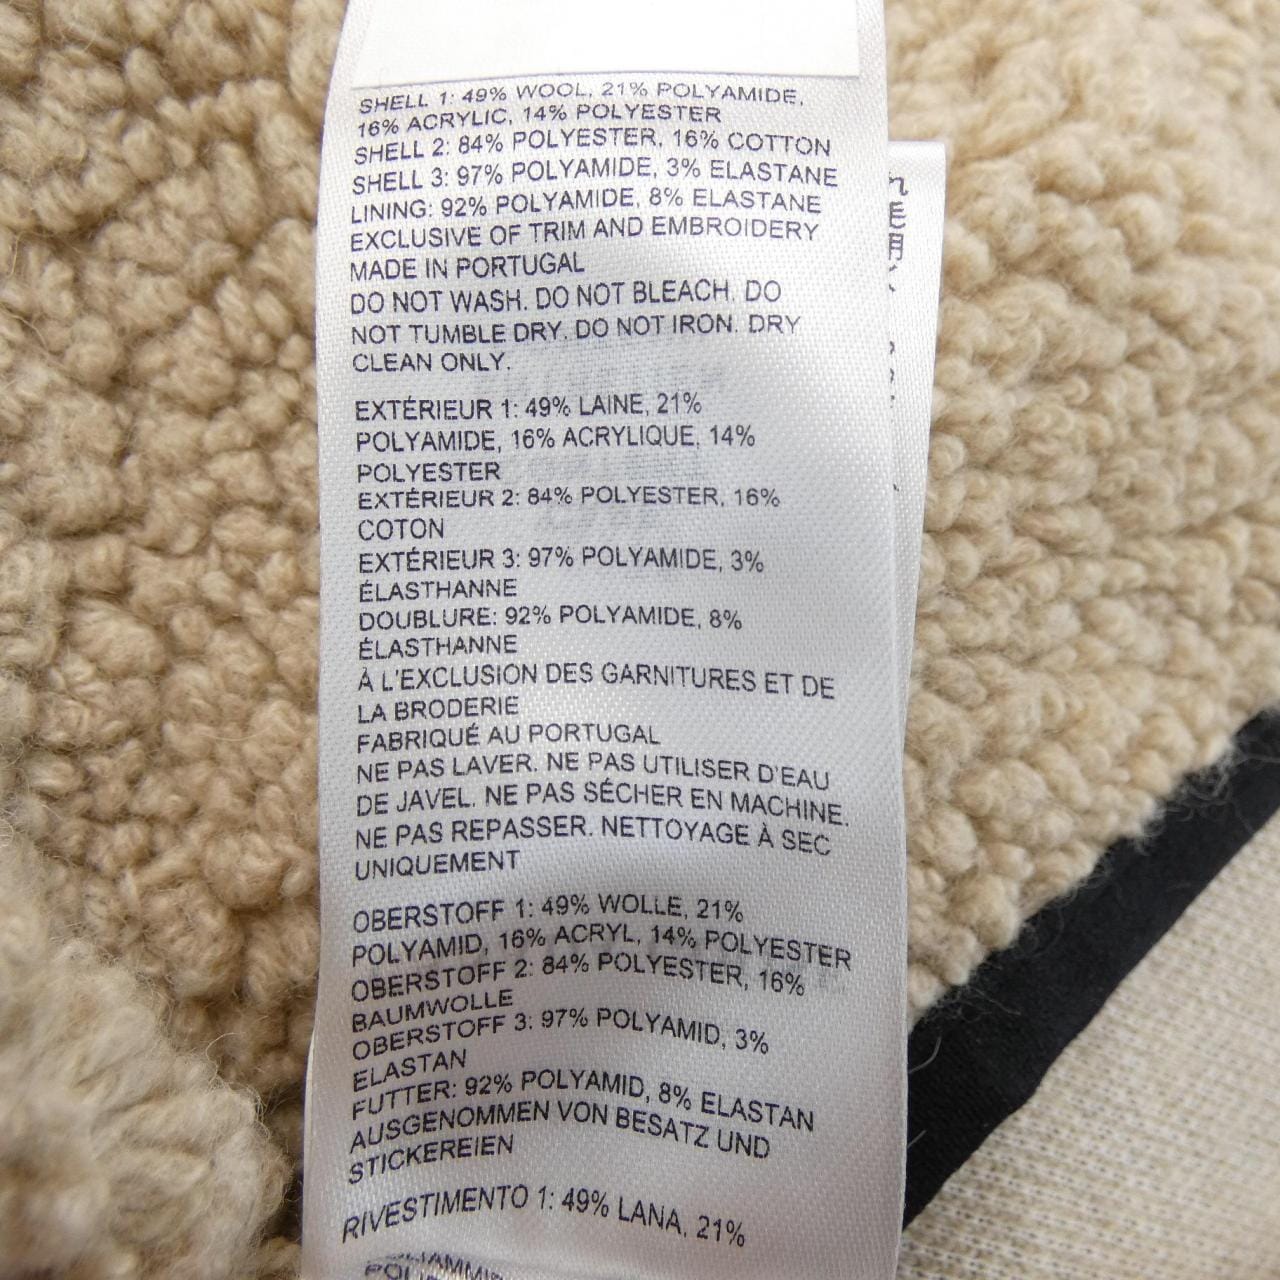 SHELL 1: 49% WOOL, 21% POLYAMIDE,
16% ACRYLIC, 14% POLYESTER
SHELL 2: 84% POLYESTER, 16% COTTON
SHELL 3: 97% POLYAMIDE, 3% ELASTANE
LINING: 92% POLYAMIDE, 8% ELASTANE
EXCLUSIVE OF TRIM AND EMBROIDERY
MADE IN PORTUGAL
DO NOT WASH. DO NOT BLEACH. DO
NOT TUMBLE DRY. DO NOT IRON. DRY
CLEAN ONLY.
EXTÉRIEUR 1: 49% LAINE, 21%
POLYAMIDE, 16% ACRYLIQUE, 14%
POLYESTER
EXTÉRIEUR 2: 84% POLYESTER, 16%
COTON
EXTÉRIEUR 3: 97% POLYAMIDE, 3%
ÉLASTHANNE
DOUBLURE: 92% POLYAMIDE, 8%
ÉLASTHANNE
À L'EXCLUSION DES GARNITURES ET DE
LA BRODERIE
FABRIQUÉ AU PORTUGAL
NE PAS LAVER. NE PAS UTILISER D'EAU
DE JAVEL. NE PAS SÉCHER EN MACHINE.
NE PAS REPASSER. NETTOYAGE À SEC
UNIQUEMENT
OBERSTOFF 1: 49% WOLLE, 21%
POLYAMID, 16% ACRYL, 14% POLYESTER
OBERSTOFF 2: 84% POLYESTER, 16%
BAUMWOLLE
OBERSTOFF 3: 97% POLYAMID, 3%
ELASTAN
FUTTER: 92% POLYAMID, 8% ELASTAN
AUSGENOMMEN VON BESATZ UND
STICKEREIEN
RIVESTIMENTO 1: 49% LANA, 21%